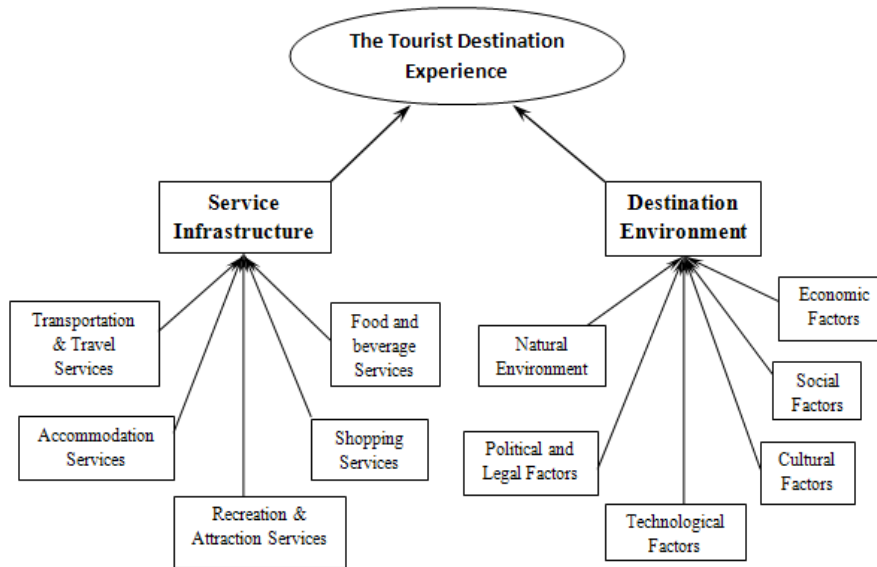 The Tourist Destination
Experience
Service
Infrastructure
Destination
Environment
Transportation
& Travel
Services
Food and
beverage
Services
Accommodation
Services
Shopping
Services
Recreation &
Attraction Services
Natural
Environment
Economic
Factors
Social
Factors
Political and
Legal Factors
Cultural
Factors
Technological
Factors